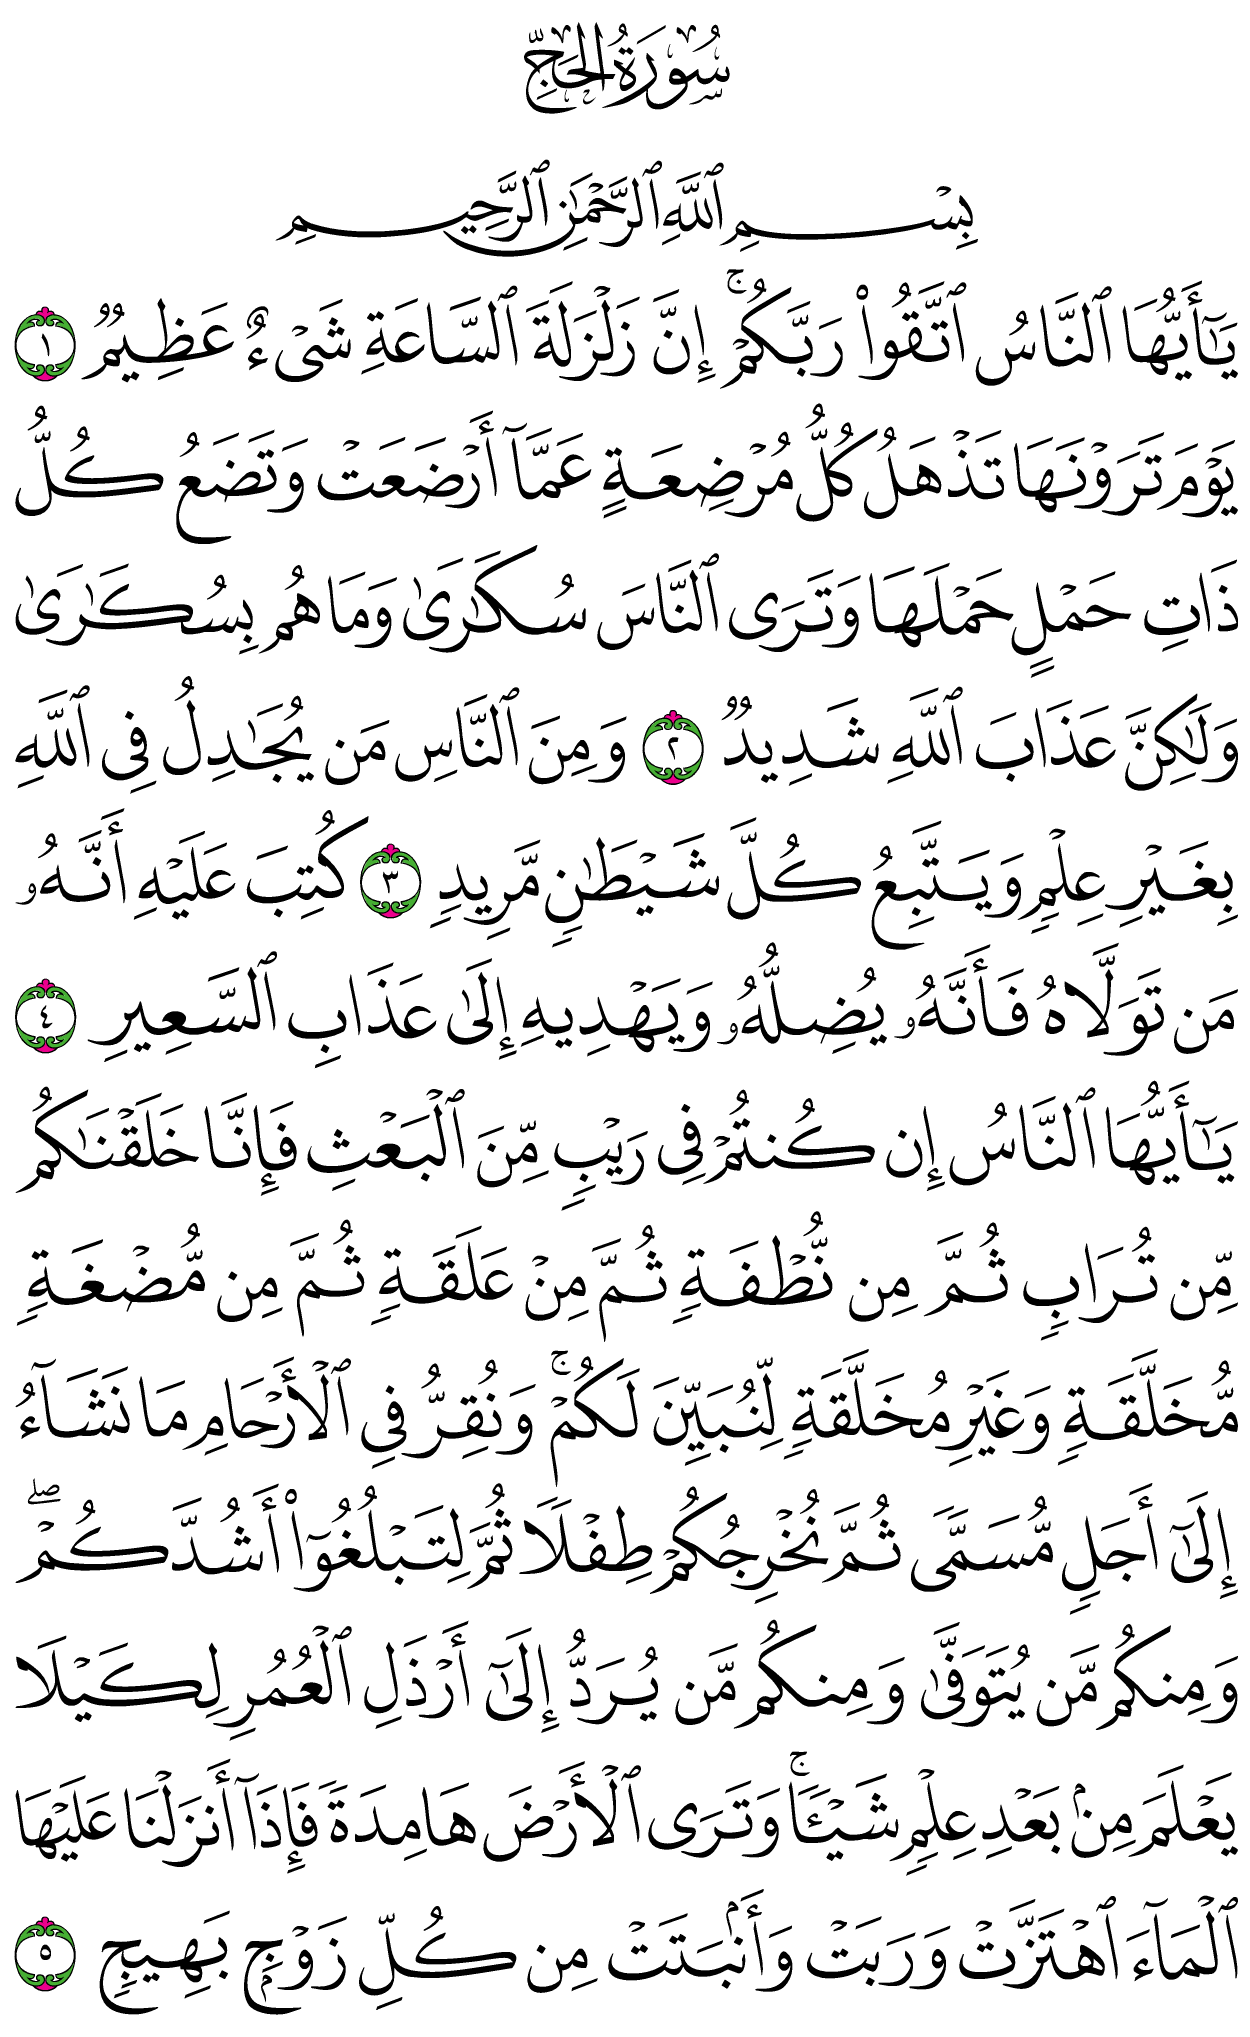 سُورَةُ الحَجِّ
بِسۡمِ ٱللَّهِ ٱلرَّحۡمَٰنِ ٱلرَّحِيمِ
يَٰٓأَيُّهَا ٱلنَّاسُ ٱتَّقُواْ رَبَّكُمۡۚ إِنَّ زَلۡزَلَةَ ٱلسَّاعَةِ شَيۡءٌ عَظِيمٞ ١
يَوۡمَ تَرَوۡنَهَا تَذۡهَلُ كُلُّ مُرۡضِعَةٍ عَمَّآ أَرۡضَعَتۡ وَتَضَعُ كُلُّ
ذَاتِ حَمۡلٍ حَمۡلَهَا وَتَرَى ٱلنَّاسَ سُكَٰرَىٰ وَمَا هُم بِسُكَٰرَىٰ
وَلَٰكِنَّ عَذَابَ ٱللَّهِ شَدِيدٞ ٢ وَمِنَ ٱلنَّاسِ مَن يُجَٰدِلُ فِي ٱللَّهِ
بِغَيۡرِ عِلۡمٖ وَيَتَّبِعُ كُلَّ شَيۡطَٰنٖ مَّرِيدٖ ٣ كُتِبَ عَلَيۡهِ أَنَّهُۥ
مَن تَوَلَّاهُ فَأَنَّهُۥ يُضِلُّهُۥ وَيَهۡدِيهِ إِلَىٰ عَذَابِ ٱلسَّعِيرِ ٤
يَٰٓأَيُّهَا ٱلنَّاسُ إِن كُنتُمۡ فِي رَيۡبٖ مِّنَ ٱلۡبَعۡثِ فَإِنَّا خَلَقۡنَٰكُم
مِّن تُرَابٖ ثُمَّ مِن نُّطۡفَةٖ ثُمَّ مِنۡ عَلَقَةٖ ثُمَّ مِن مُّضۡغَةٖ
مُّخَلَّقَةٖ وَغَيۡرِ مُخَلَّقَةٖ لِّنُبَيِّنَ لَكُمۡۚ وَنُقِرُّ فِي ٱلۡأَرۡحَامِ مَا نَشَآءُ
إِلَىٰٓ أَجَلٖ مُّسَمّٗى ثُمَّ نُخۡرِجُكُمۡ طِفۡلٗا ثُمَّ لِتَبۡلُغُوٓاْ أَشُدَّكُمۡۖ
وَمِنكُم مَّن يُتَوَفَّىٰ وَمِنكُم مَّن يُرَدُّ إِلَىٰٓ أَرۡذَلِ ٱلۡعُمُرِ لِكَيۡلَا
يَعۡلَمَ مِنۢ بَعۡدِ عِلۡمٖ شَيۡـٔٗاۚ وَتَرَى ٱلۡأَرۡضَ هَامِدَةٗ فَإِذَآ أَنزَلۡنَا عَلَيۡهَا
ٱلۡمَآءَ ٱهۡتَزَّتۡ وَرَبَتۡ وَأَنۢبَتَتۡ مِن كُلِّ زَوۡجِۭ بَهِيجٖ ٥